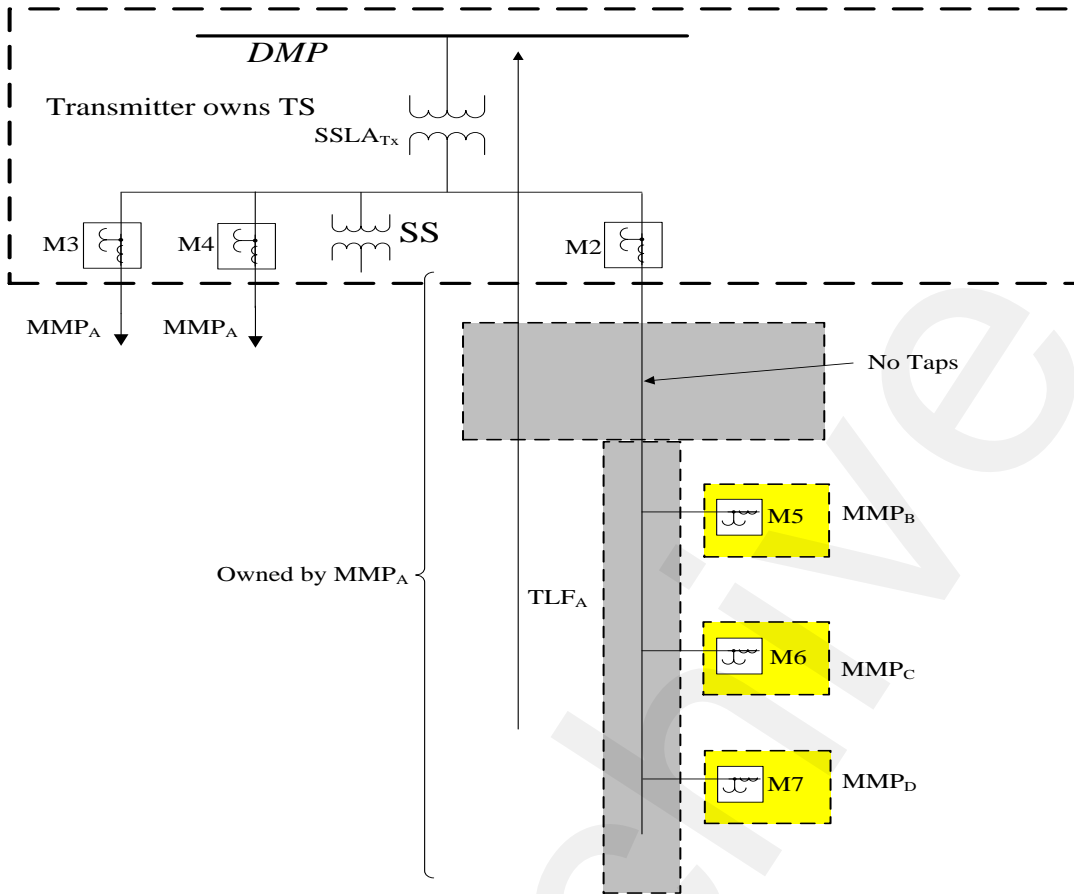 DMP
Transmitter owns TS
SSLATx
M3
M4
SS
M2
MMPA
MMPA
No Taps
M5
MMPB
Owned by MMPA
TLFA
M6
MMPC
M7
MMPD